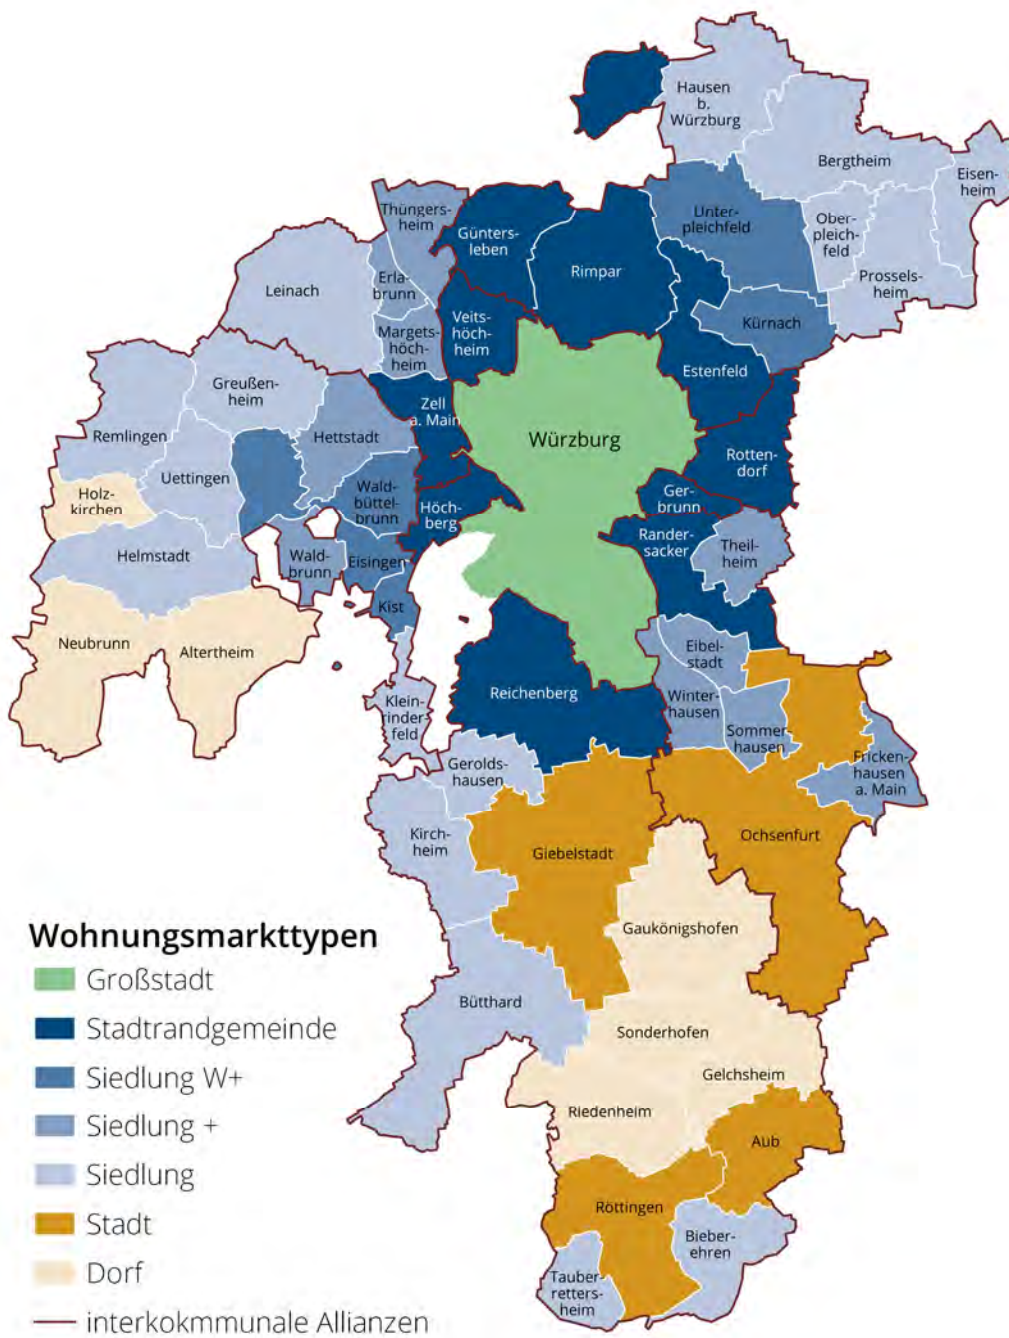 Hausen
b.
Würzburg
Bergtheim
Eisen-
heim
Thüngers-
heim
Günters-
leben
Unter-
pleichfeld
Ober-
pleich-
feld
Rimpar
Prossels-
heim
Leinach
Erla-
brunn
Veits-
höch-
heim
Kürnach
Margets-
höch-
heim
Estenfeld
Greußen-
heim
Zell
a. Main
Remlingen
Hettstadt
Würzburg
Rotten-
dorf
Uettingen
Wald-
büttel-
brunn
Holz-
kirchen
Höch-
berg
Ger-
brunn
Rander-
sacker
Theil-
heim
Helmstadt
Wald-
brunn
Eisingen
Kist
Neubrunn
Altertheim
Eibel-
stadt
Klein-
rinder-
feld
Reichenberg
Winter-
hausen
Sommer-
hausen
Gerolds-
hausen
Fricken-
hausen
a. Main
Kirch-
heim
Giebelstadt
Ochsenfurt
Gaukönigshofen
Bütthard
Sonderhofen
Gelchsheim
Riedenheim
Aub
Röttingen
Bieber-
ehren
Tauber-
retters-
heim
Wohnungsmarkttypen
Großstadt
Stadtrandgemeinde
Siedlung W+
Siedlung +
Siedlung
Stadt
Dorf
interkokmmunale Allianzen